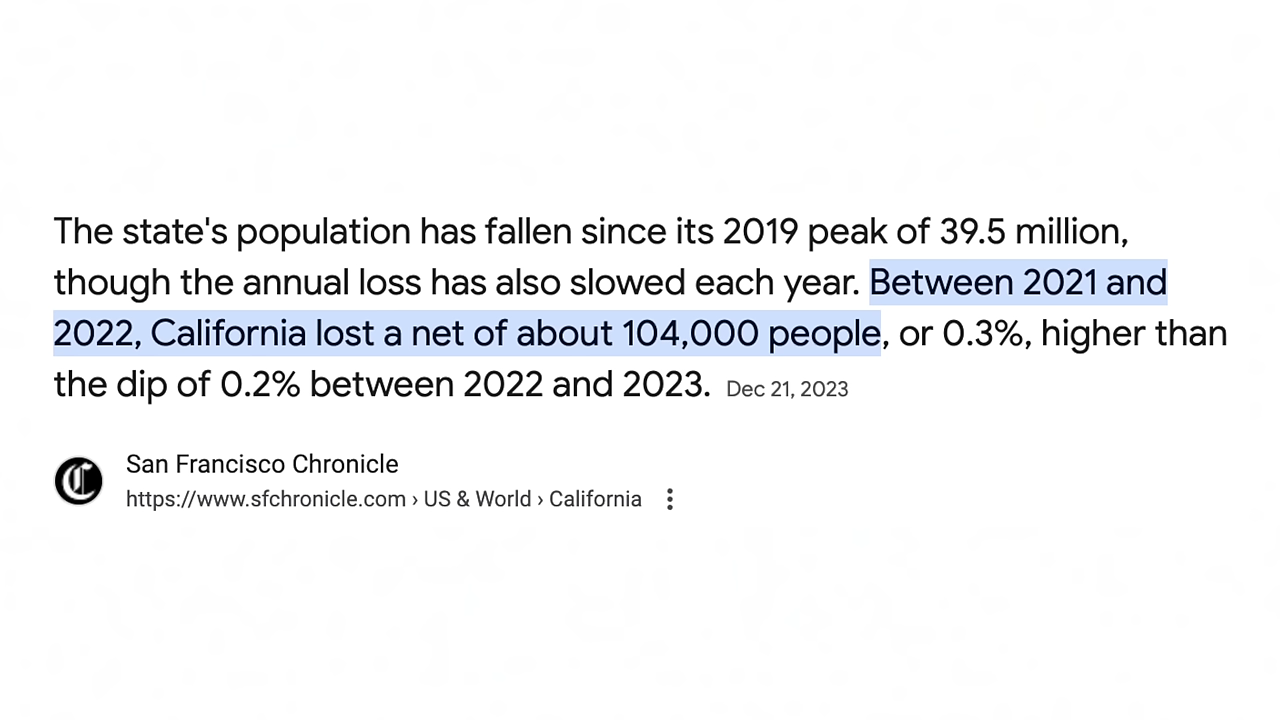 The state's population has fallen since its 2019 peak of 39.5 million,
though the annual loss has also slowed each year. Between 2021 and
2022, California lost a net of about 104,000 people, or 0.3%, higher than
the dip of 0.2% between 2022 and 2023. Dec 21, 2023
San Francisco Chronicle
https://www.sfchronicle.com › US & World › California